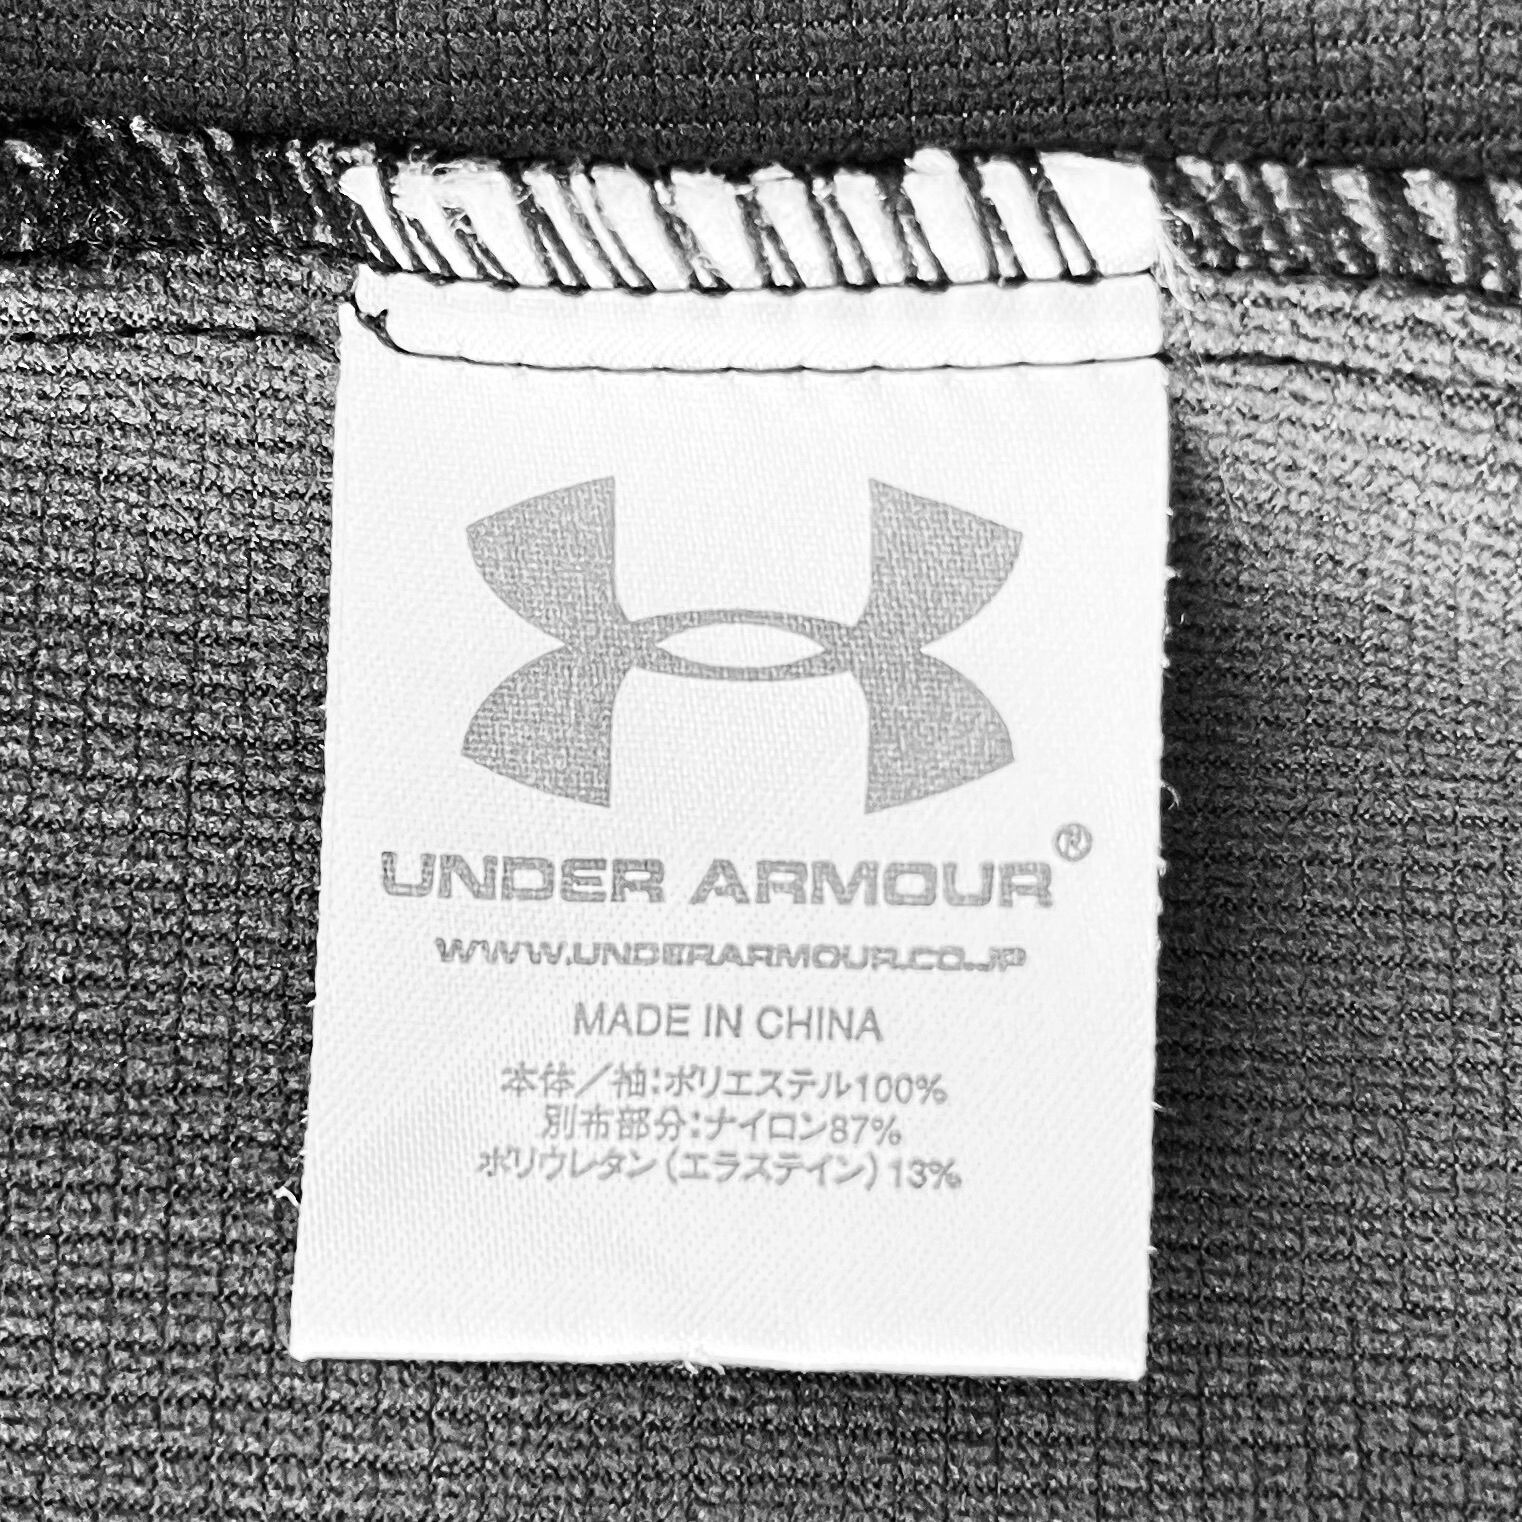 UNDER ARMOUR®
WWW.UNDERARMOUR.CO.JP
MADE IN CHINA
本体／袖：ポリエステル100%
別布部分：ナイロン87%
ポリウレタン（エラステイン）13%